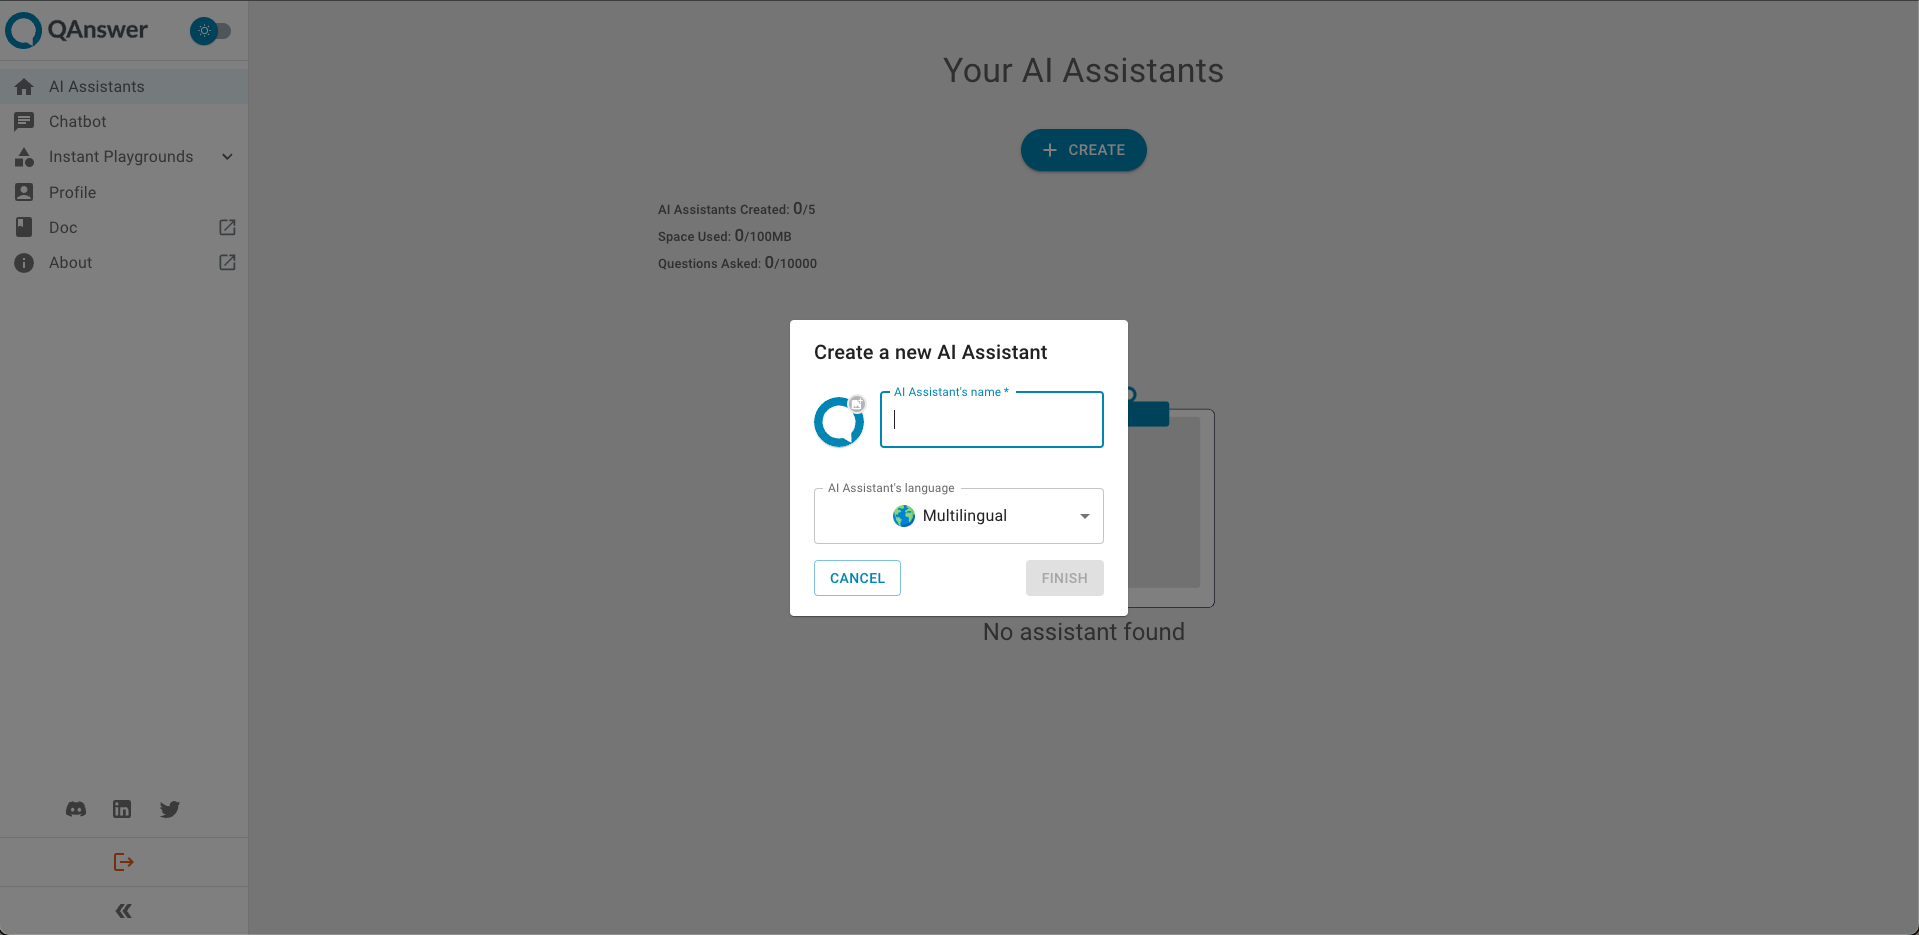 QAnswer
AI Assistants
Chatbot
Instant Playgrounds
Profile
Doc
About
Your AI Assistants
CREATE
AI Assistants Created: 0/5
Space Used: 0/100MB
Questions Asked: 0/10000
Create a new AI Assistant
AI Assistant's name *
AI Assistant's language
Multilingual
CANCEL
FINISH
No assistant found